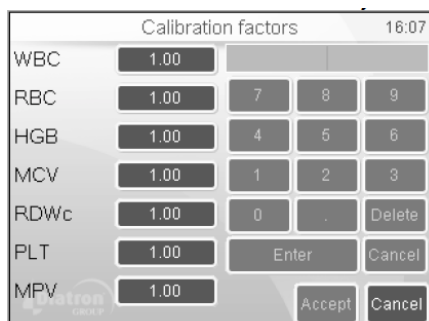 Calibration factors 16:07
WBC 1.00
RBC 1.00 7 8 9
HGB 1.00 4 5 6
MCV 1.00 1 2 3
RDWc 1.00 0 . Delete
PLT 1.00 Enter Cancel
MPV 1.00 Accept Cancel
Diatron
GROUP